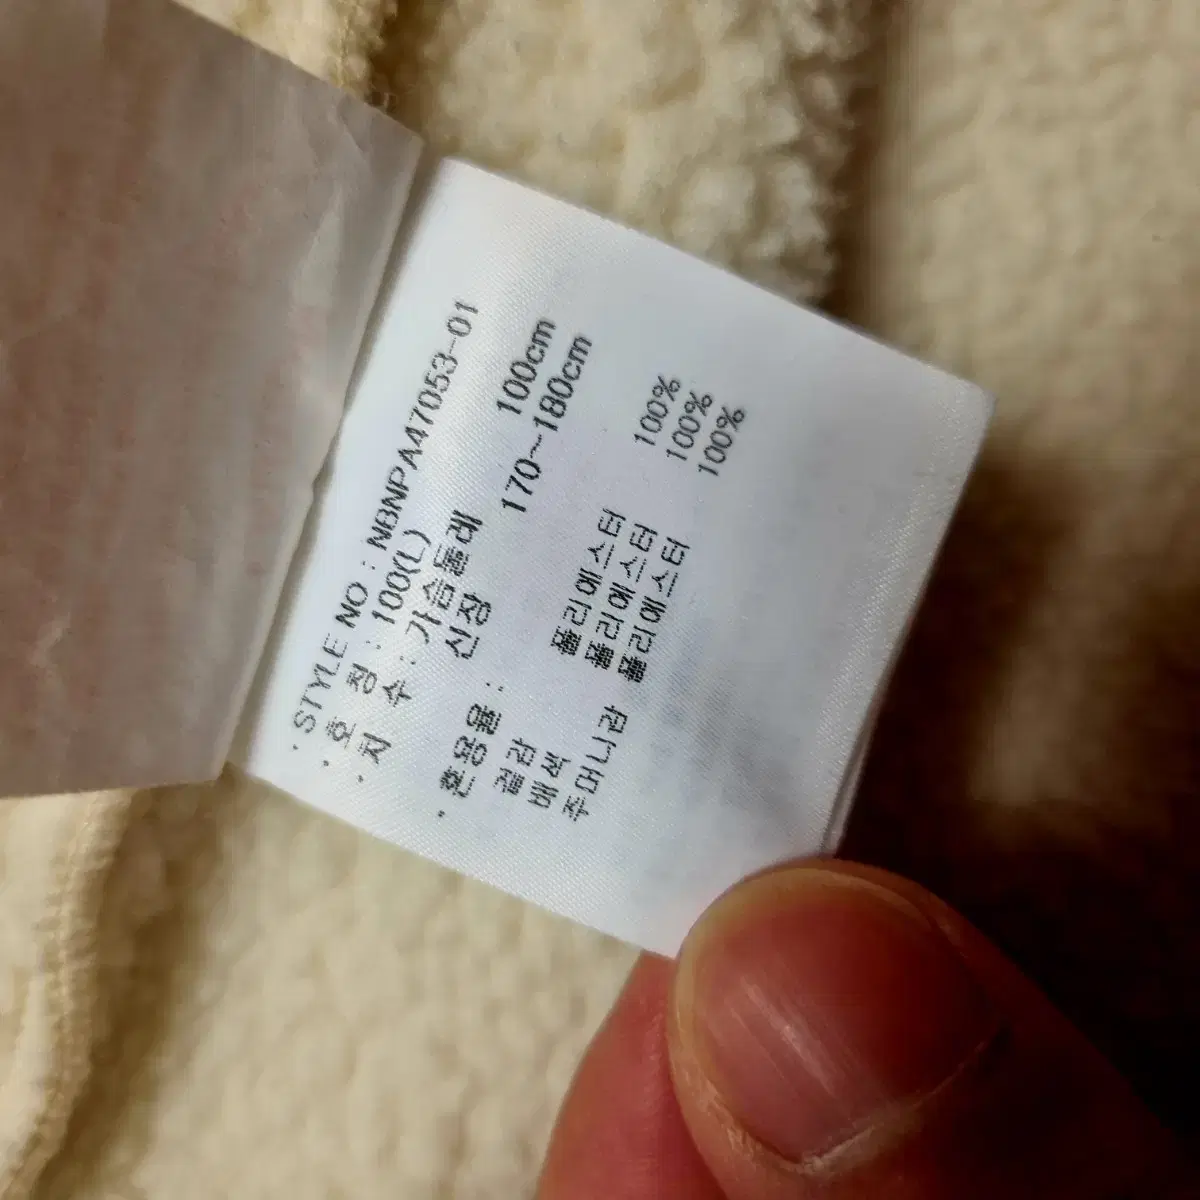 · STYLE NO : NBNPA47053-01
· 호 칭 : 100(L)
· 치 수 : 가슴둘레 100cm
신장 170~180cm
· 혼용율 :
겉감 폴리에스터 100%
배색 폴리에스터 100%
주머니감 폴리에스터 100%